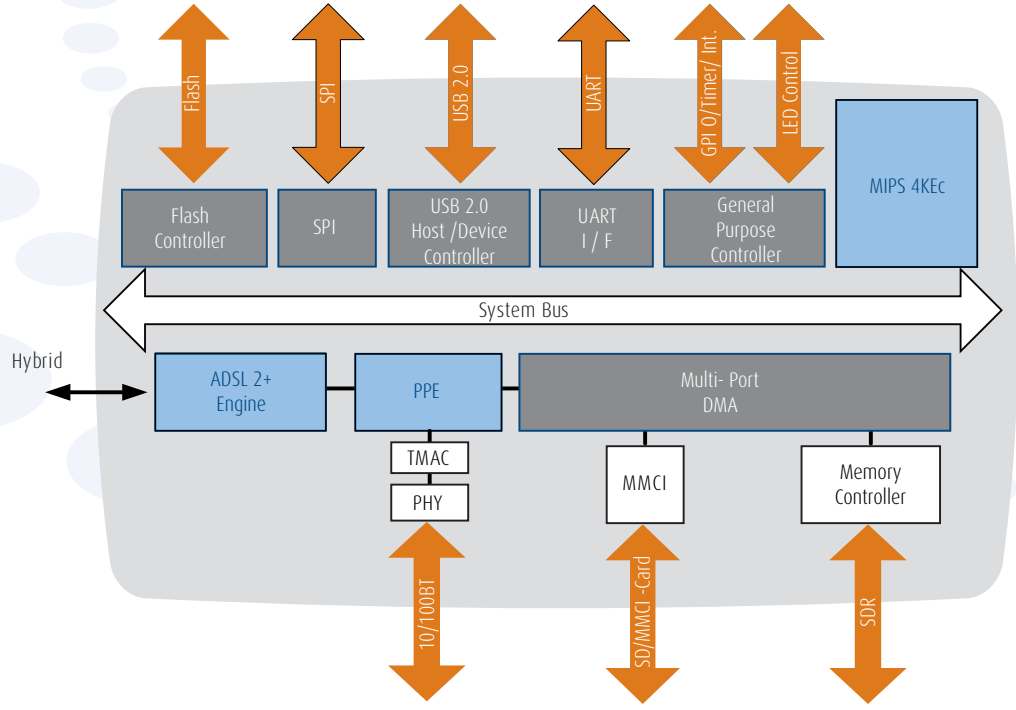 Flash
SPI
USB 2.0
UART
GPI O/Timer/ Int.
LED Control
Flash
Controller
SPI
USB 2.0
Host /Device
Controller
UART
I / F
General
Purpose
Controller
MIPS 4KEc
System Bus
Hybrid
ADSL 2+
Engine
PPE
Multi- Port
DMA
TMAC
PHY
MMCI
Memory
Controller
10/100BT
SD/MMCI -Card
SDR